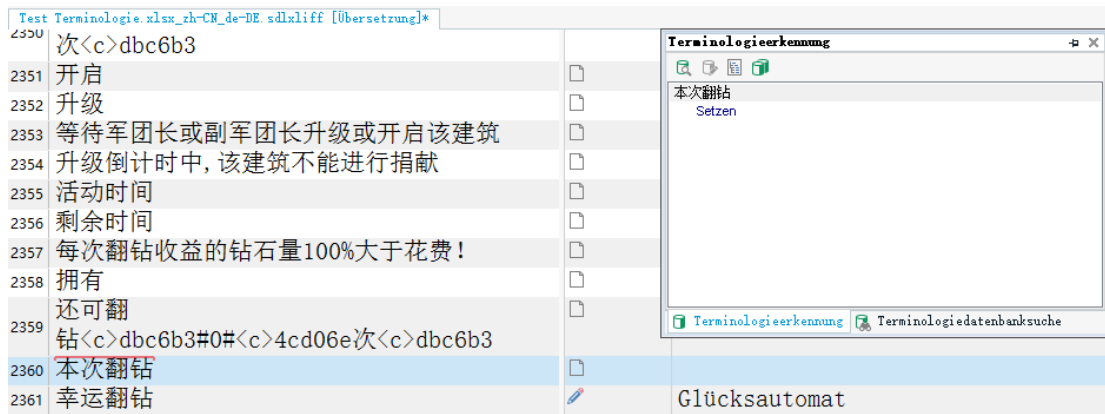 Test Terminologie.xlsx_zh-CN_de-DE.sdlxliff [Übersetzung]*
2350 次<c>dbc6b3
2351 开启
2352 升级
2353 等待军团长或副军团长升级或开启该建筑
2354 升级倒计时中,该建筑不能进行捐献
2355 活动时间
2356 剩余时间
2357 每次翻钻收益的钻石量100%大于花费!
2358 拥有
还可翻
2359 钻<c>dbc6b3#0#<c>4cd06e次<c>dbc6b3
2360 本次翻钻
2361 幸运翻钻 Glücksautomat
Terminologieerkennung
本次翻钻
Setzen
Terminologieerkennung Terminologiedatenbanksuche